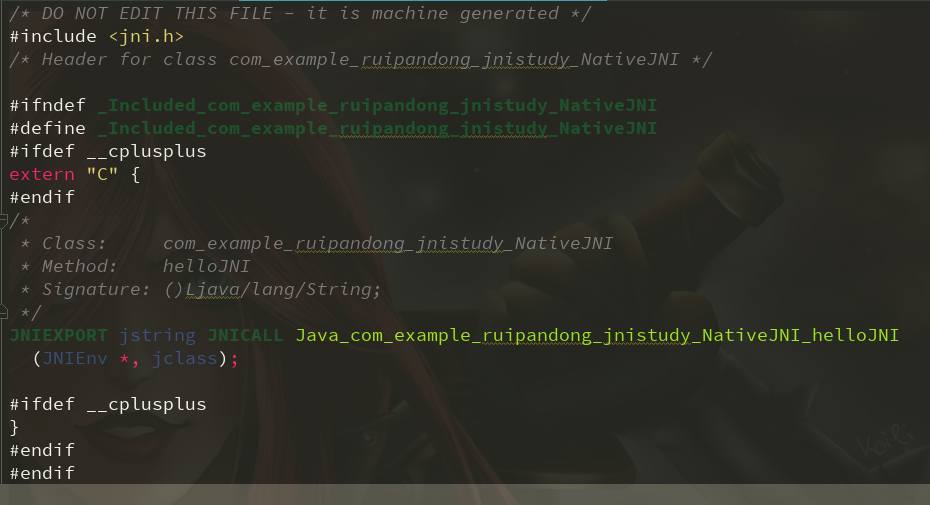 /* DO NOT EDIT THIS FILE - it is machine generated */
#include <jni.h>
/* Header for class com_example_ruipandong_jnistudy_NativeJNI */
#ifndef _Included_com_example_ruipandong_jnistudy_NativeJNI
#define _Included_com_example_ruipandong_jnistudy_NativeJNI
#ifdef __cplusplus
extern "C" {
#endif
/*
 * Class:     com_example_ruipandong_jnistudy_NativeJNI
 * Method:    helloJNI
 * Signature: ()Ljava/lang/String;
 */
JNIEXPORT jstring JNICALL Java_com_example_ruipandong_jnistudy_NativeJNI_helloJNI
  (JNIEnv *, jclass);
#ifdef __cplusplus
}
#endif
#endif